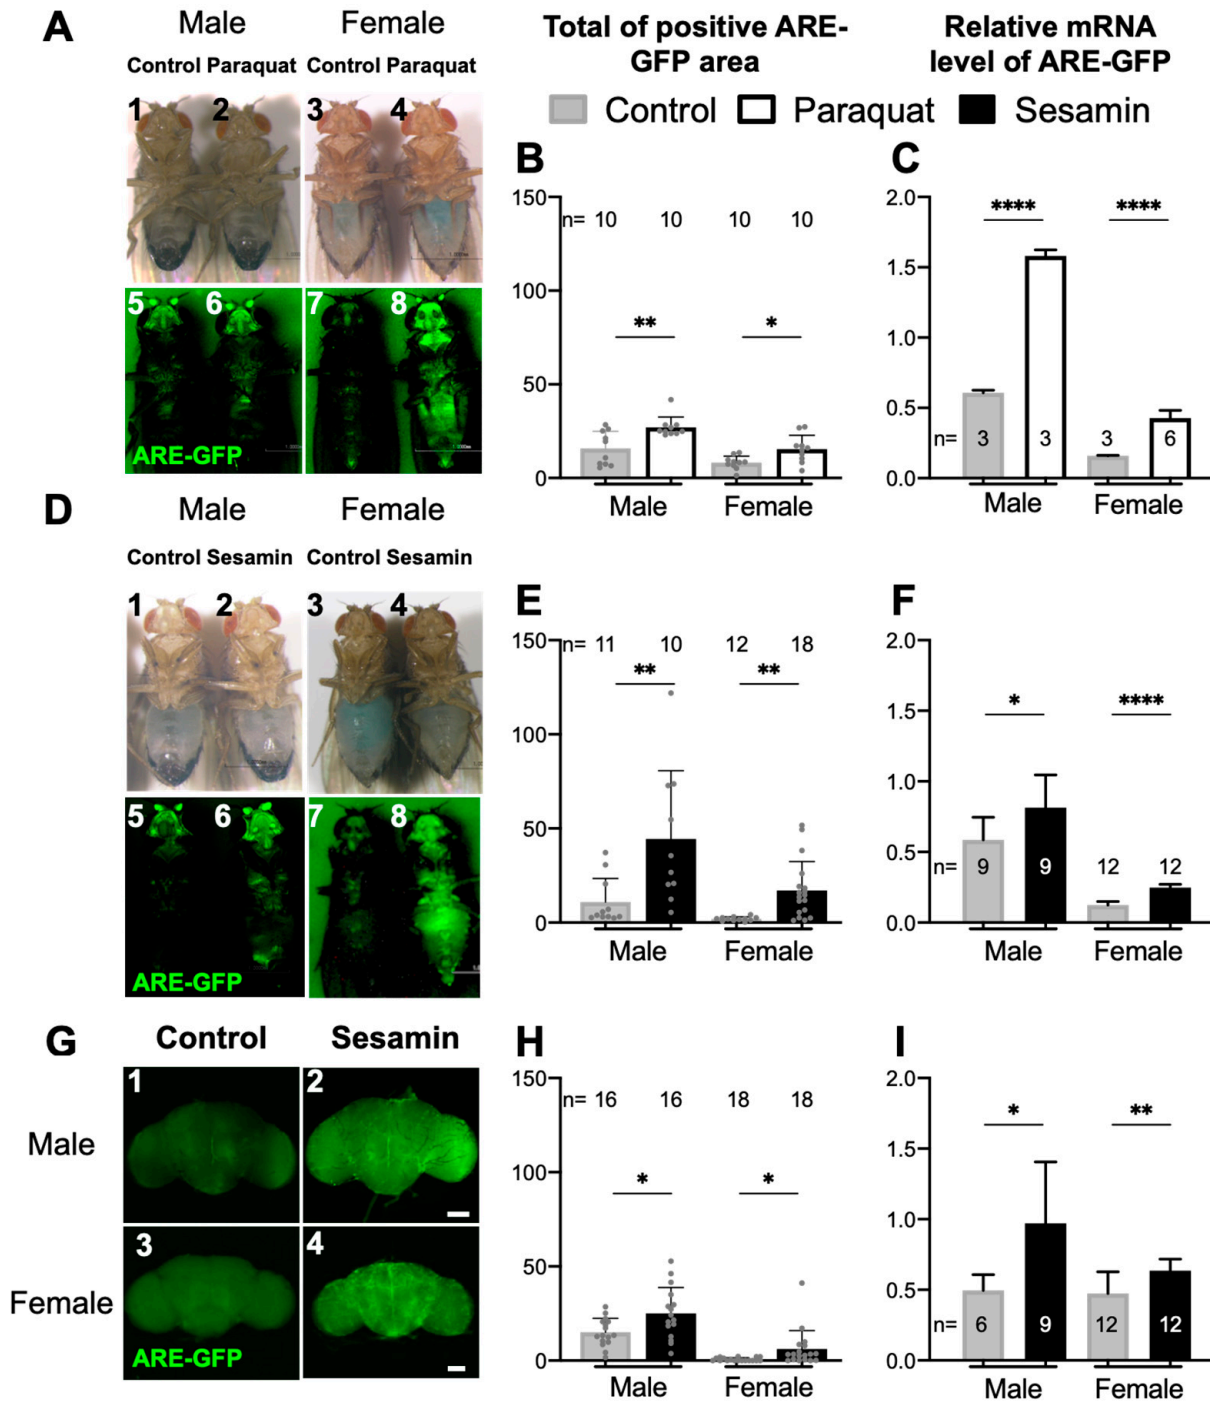 A
Male Female
Control Paraquat Control Paraquat
1 2 3 4
5 6 7 8
ARE-GFP
Total of positive ARE-
GFP area
Relative mRNA
level of ARE-GFP
Control Paraquat Sesamin
B
150
100
50
0
n= 10 10 10 10
** *
Male Female
C
2.0
1.5
1.0
0.5
0.0
**** ****
n= 3 3 3 6
Male Female
D
Male Female
Control Sesamin Control Sesamin
1 2 3 4
5 6 7 8
ARE-GFP
E
150
100
50
0
n= 11 10 12 18
** **
Male Female
F
2.0
1.5
1.0
0.5
0.0
* ****
n= 9 9 12 12
Male Female
G
Control Sesamin
Male
1 2
Female
3 4
ARE-GFP
H
150
100
50
0
n= 16 16 18 18
* *
Male Female
I
2.0
1.5
1.0
0.5
0.0
* **
n= 6 9 12 12
Male Female